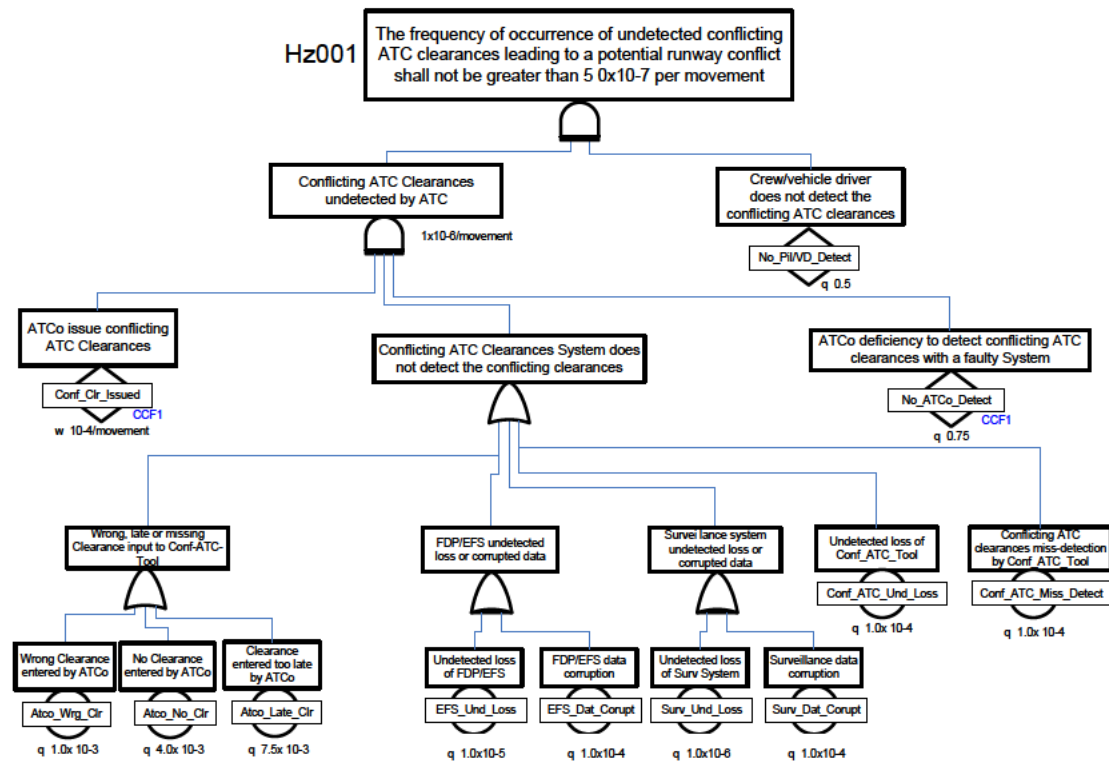 Hz001
The frequency of occurrence of undetected conflicting
ATC clearances leading to a potential runway conflict
shall not be greater than 5 0x10-7 per movement
Conflicting ATC Clearances
undetected by ATC
1x10-6/movement
Crew/vehicle driver
does not detect the
conflicting ATC clearances
No_Pil/VD_Detect
q 0.5
ATCo issue conflicting
ATC Clearances
Conf_Clr_Issued
CCF1
w 10-4/movement
Conflicting ATC Clearances System does
not detect the conflicting clearances
ATCo deficiency to detect conflicting ATC
clearances with a faulty System
No_ATCo_Detect
CCF1
q 0.75
Wrong, late or missing
Clearance input to Conf-ATC-
Tool
FDP/EFS undetected
loss or corrupted data
Survei lance system
undetected loss or
corrupted data
Undetected loss of
Conf_ATC_Tool
Conf_ATC_Und_Loss
q 1.0x 10-4
Conflicting ATC
clearances miss-detection
by Conf_ATC_Tool
Conf_ATC_Miss_Detect
q 1.0x 10-4
Wrong Clearance
entered by ATCo
Atco_Wrg_Clr
q 1.0x 10-3
No Clearance
entered by ATCo
Atco_No_Clr
q 4.0x 10-3
Clearance
entered too late
by ATCo
Atco_Late_Clr
q 7.5x 10-3
Undetected loss
of FDP/EFS
EFS_Und_Loss
q 1.0x10-5
FDP/EFS data
corruption
EFS_Dat_Corupt
q 1.0x10-4
Undetected loss
of Surv System
Surv_Und_Loss
q 1.0x10-6
Surveillance data
corruption
Surv_Dat_Corupt
q 1.0x10-4